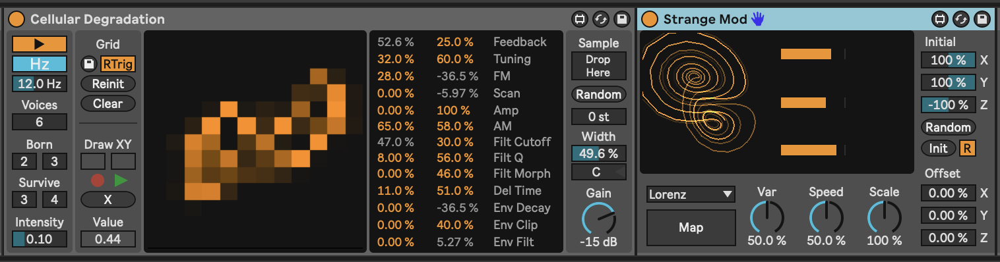 Cellular Degradation
Hz
12.0 Hz
Voices
6
Born
2 3
Survive
3 4
Intensity
0.10
Grid
RTrig
Reinit
Clear
Draw XY
X
Value
0.44
52.6 % 25.0 % Feedback
32.0 % 60.0 % Tuning
28.0 % -36.5 % FM
0.00 % -5.97 % Scan
0.00 % 100 % Amp
65.0 % 58.0 % AM
47.0 % 30.0 % Filt Cutoff
8.00 % 56.0 % Filt Q
0.00 % 46.0 % Filt Morph
11.0 % 51.0 % Del Time
0.00 % -36.5 % Env Decay
0.00 % 40.0 % Env Clip
0.00 % 5.27 % Env Filt
Sample
Drop
Here
Random
0 st
Width
49.6 %
C
Gain
-15 dB
Strange Mod
Lorenz
Map
Var
50.0 %
Speed
50.0 %
Scale
100 %
Initial
100 % X
100 % Y
-100 % Z
Random
Init R
Offset
0.00 % X
0.00 % Y
0.00 % Z